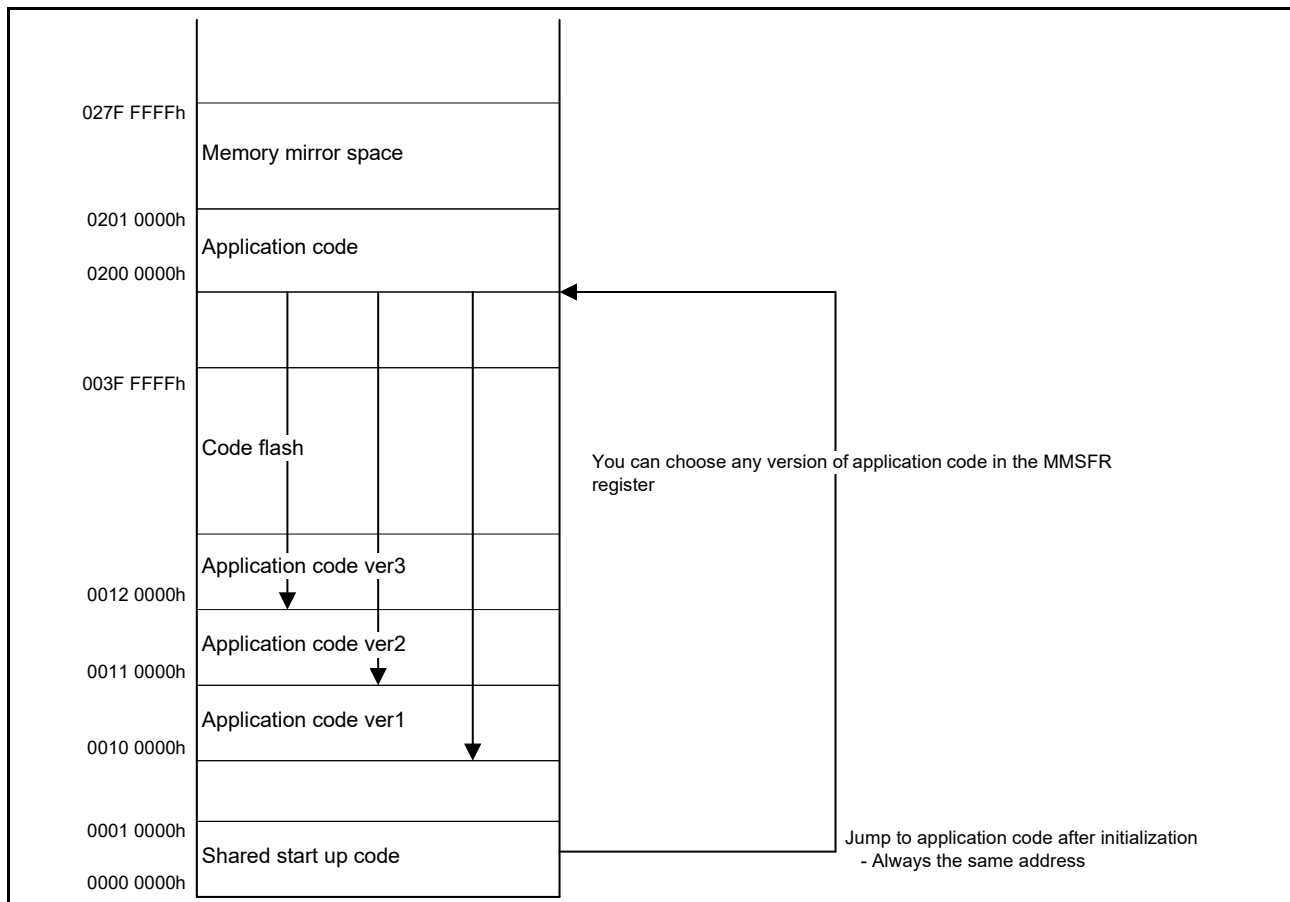 027F FFFFh
Memory mirror space
0201 0000h
Application code
0200 0000h
003F FFFFh
Code flash
You can choose any version of application code in the MMSFR
register
Application code ver3
0012 0000h
Application code ver2
0011 0000h
Application code ver1
0010 0000h
0001 0000h
Jump to application code after initialization
- Always the same address
Shared start up code
0000 0000h